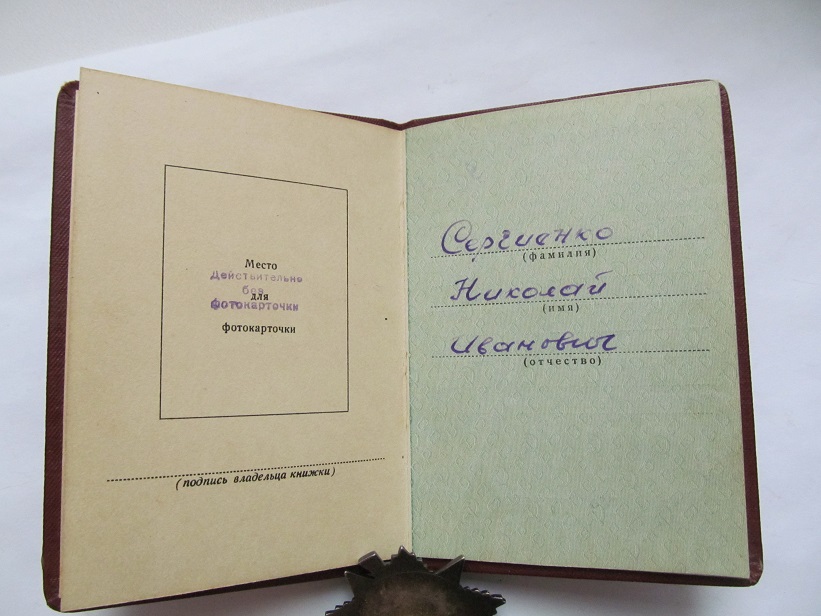 Место
Действительно
без
для
фотокарточки
фотокарточки
(подпись владельца книжки)
Сергиенко
(фамилия)
Николай
(имя)
Иванович
(отчество)